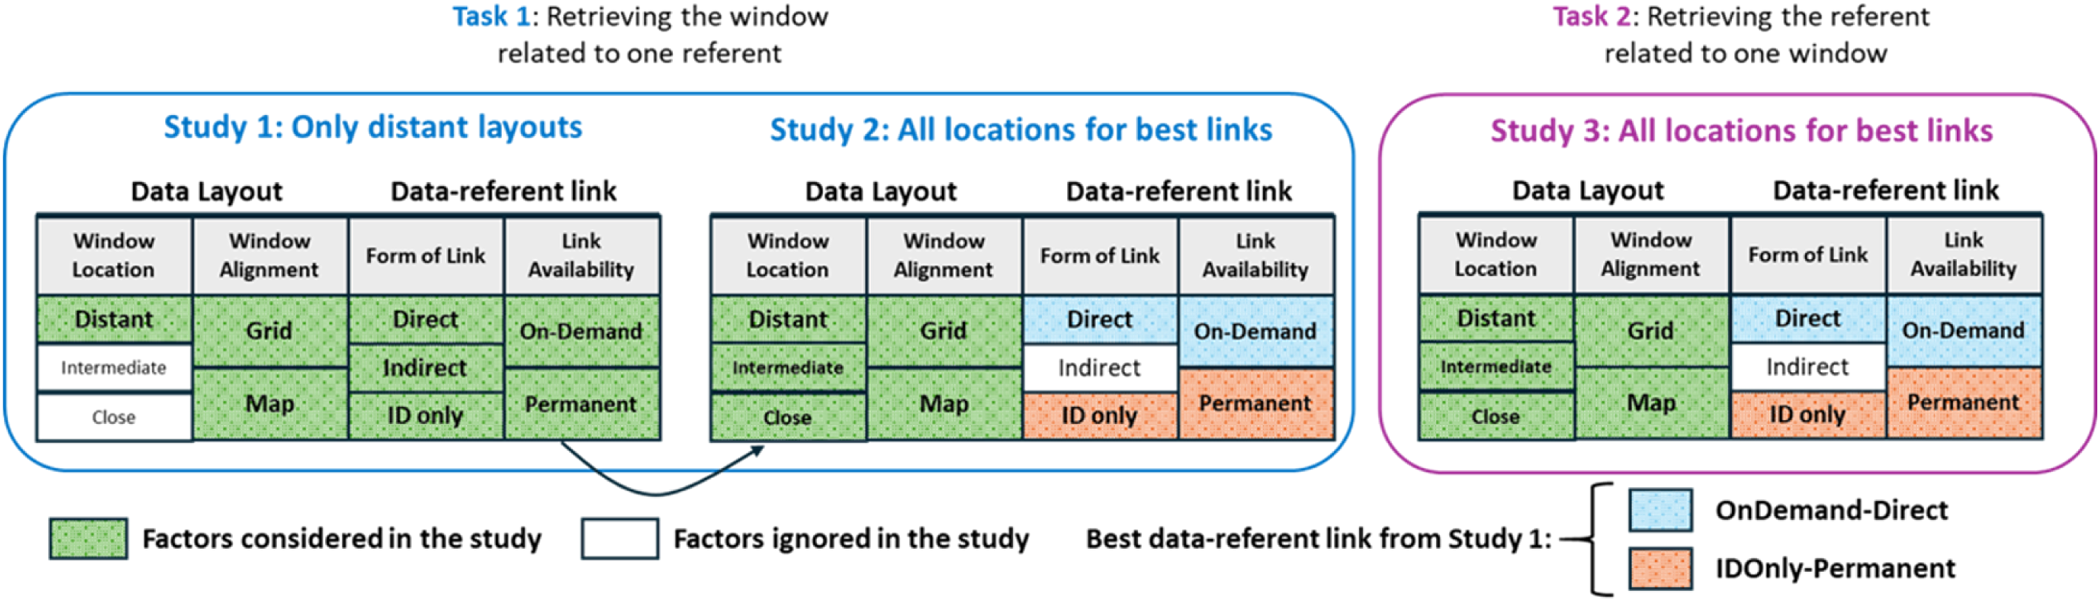 Task 1: Retrieving the window
related to one referent
Task 2: Retrieving the referent
related to one window
Study 1: Only distant layouts
Data Layout
Data-referent link
Window
Location
Window
Alignment
Form of Link
Link
Availability
Distant
Intermediate
Close
Grid
Map
Direct
Indirect
ID only
On-Demand
Permanent
Study 2: All locations for best links
Data Layout
Data-referent link
Window
Location
Window
Alignment
Form of Link
Link
Availability
Distant
Intermediate
Close
Grid
Map
Direct
Indirect
ID only
On-Demand
Permanent
Study 3: All locations for best links
Data Layout
Data-referent link
Window
Location
Window
Alignment
Form of Link
Link
Availability
Distant
Intermediate
Close
Grid
Map
Direct
Indirect
ID only
On-Demand
Permanent
Factors considered in the study
Factors ignored in the study
Best data-referent link from Study 1:
OnDemand-Direct
IDOnly-Permanent